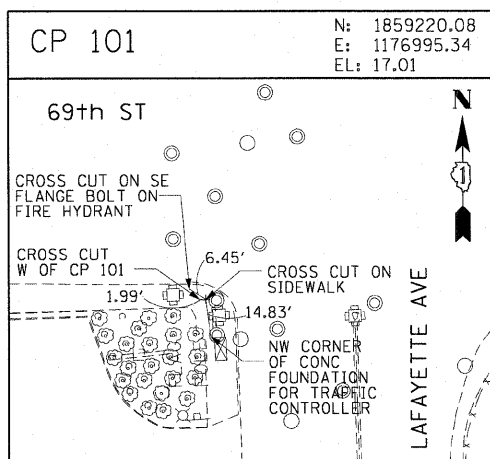 CP 101
N: 1859220.08
E: 1176995.34
EL: 17.01
69th ST
N
1
CROSS CUT ON SE
FLANGE BOLT ON
FIRE HYDRANT
CROSS CUT
W OF CP 101
6.45'
CROSS CUT ON
SIDEWALK
1.99'
14.83'
NW CORNER
OF CONC
FOUNDATION
FOR TRAFFIC
CONTROLLER
LAFAYETTE AVE